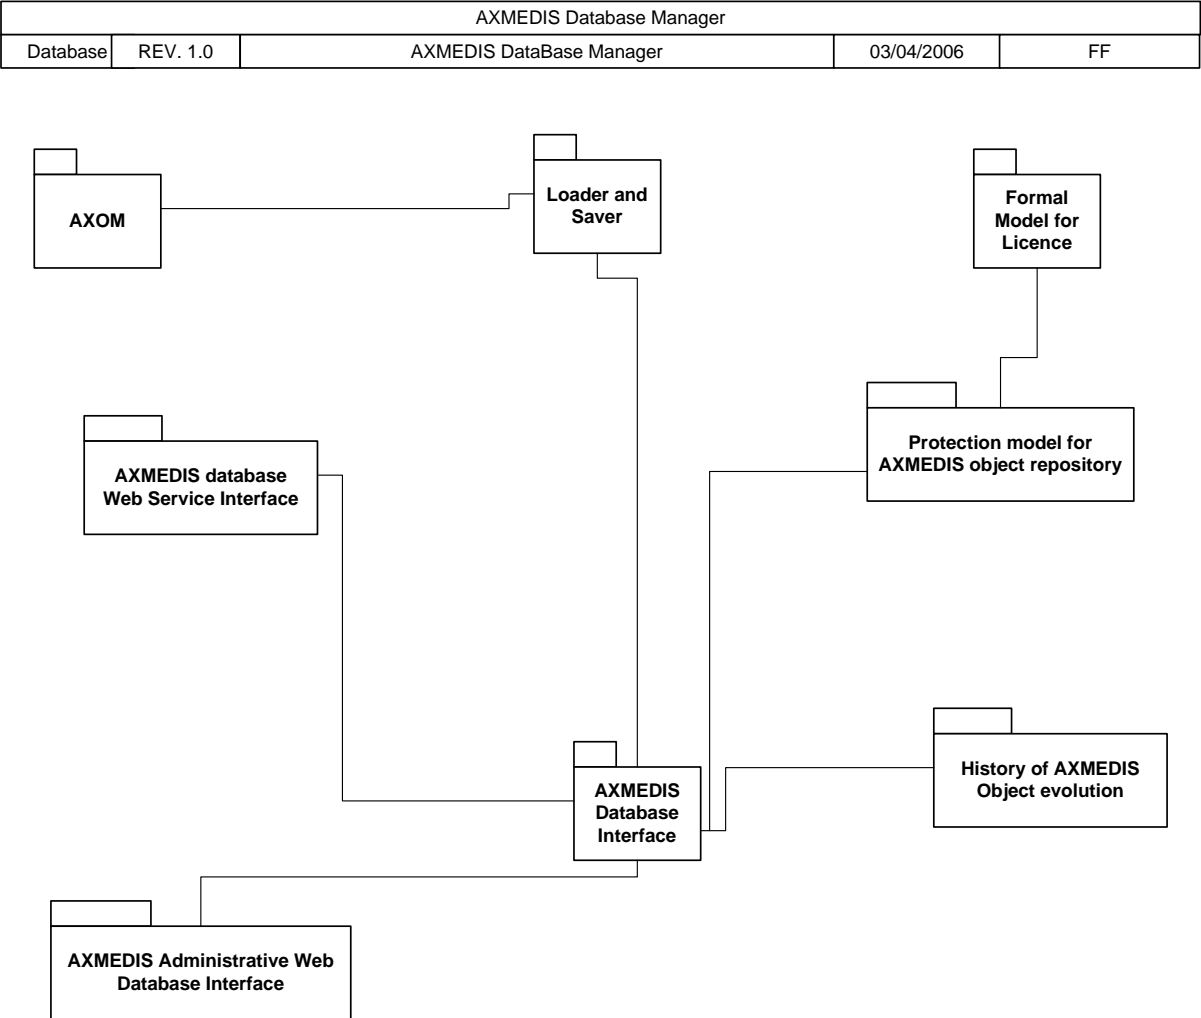 AXMEDIS Database Manager
Database REV. 1.0 AXMEDIS DataBase Manager 03/04/2006 FF
AXOM
Loader and
Saver
Formal
Model for
Licence
AXMEDIS database
Web Service Interface
Protection model for
AXMEDIS object repository
AXMEDIS
Database
Interface
History of AXMEDIS
Object evolution
AXMEDIS Administrative Web
Database Interface